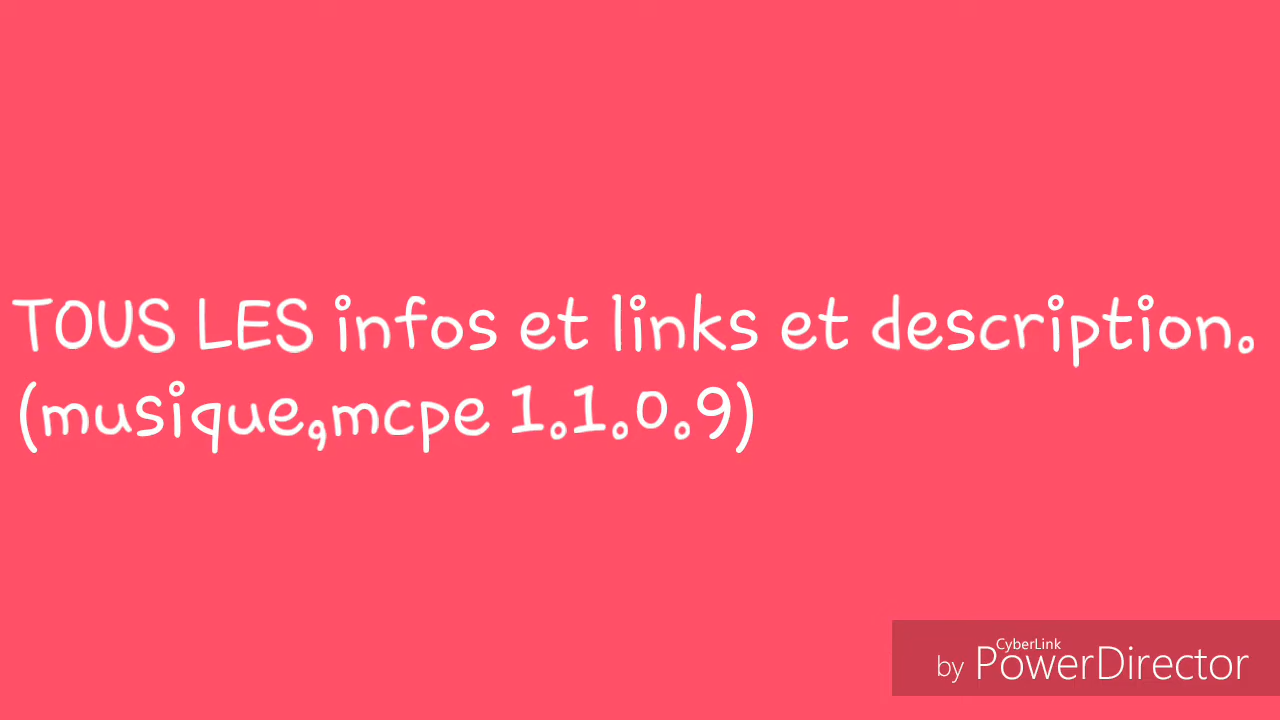 TOUS LES infos et links et description.
(musique,mcpe 1.1.0.9)
CyberLink
by PowerDirector